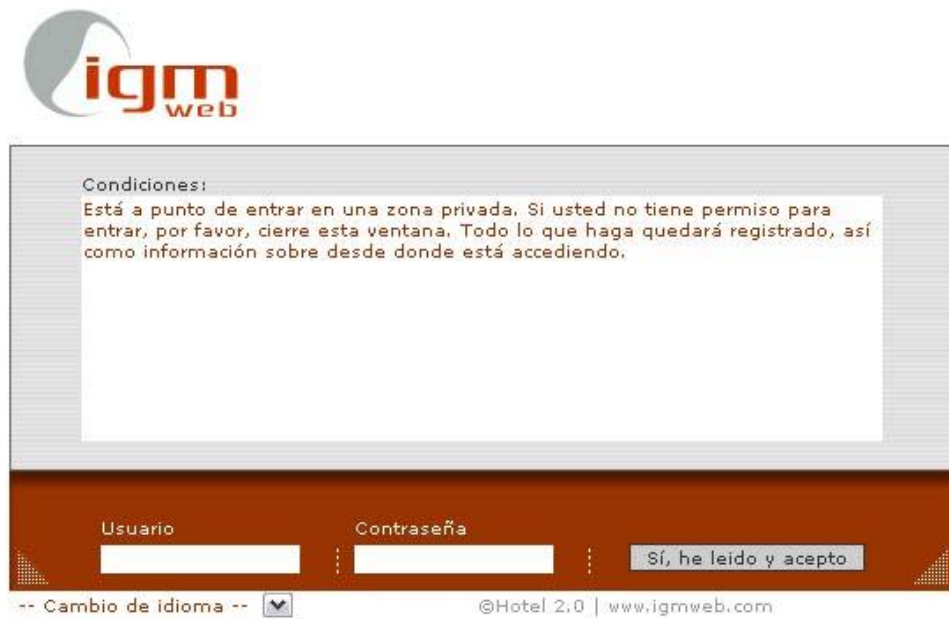 igm
web
Condiciones:
Está a punto de entrar en una zona privada. Si usted no tiene permiso para
entrar, por favor, cierre esta ventana. Todo lo que haga quedará registrado, así
como información sobre desde donde está accediendo.
Usuario Contraseña
Sí, he leido y acepto
-- Cambio de idioma -- ©Hotel 2.0 | www.igmweb.com